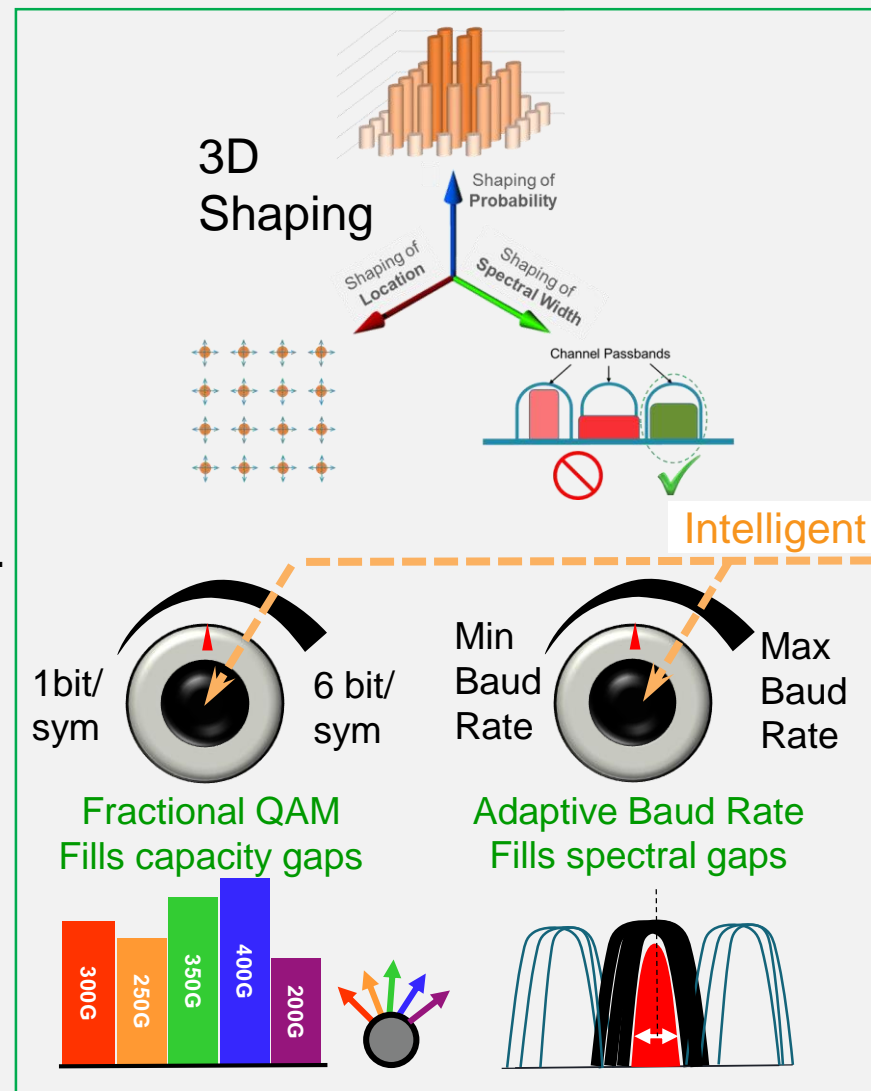 3D
Shaping
Shaping of
Probability
Shaping of
Location
Shaping of
Spectral Width
Channel Passbands
Intelligent
1bit/
sym
6 bit/
sym
Min
Baud
Rate
Max
Baud
Rate
Fractional QAM
Fills capacity gaps
Adaptive Baud Rate
Fills spectral gaps
300G
250G
350G
400G
200G